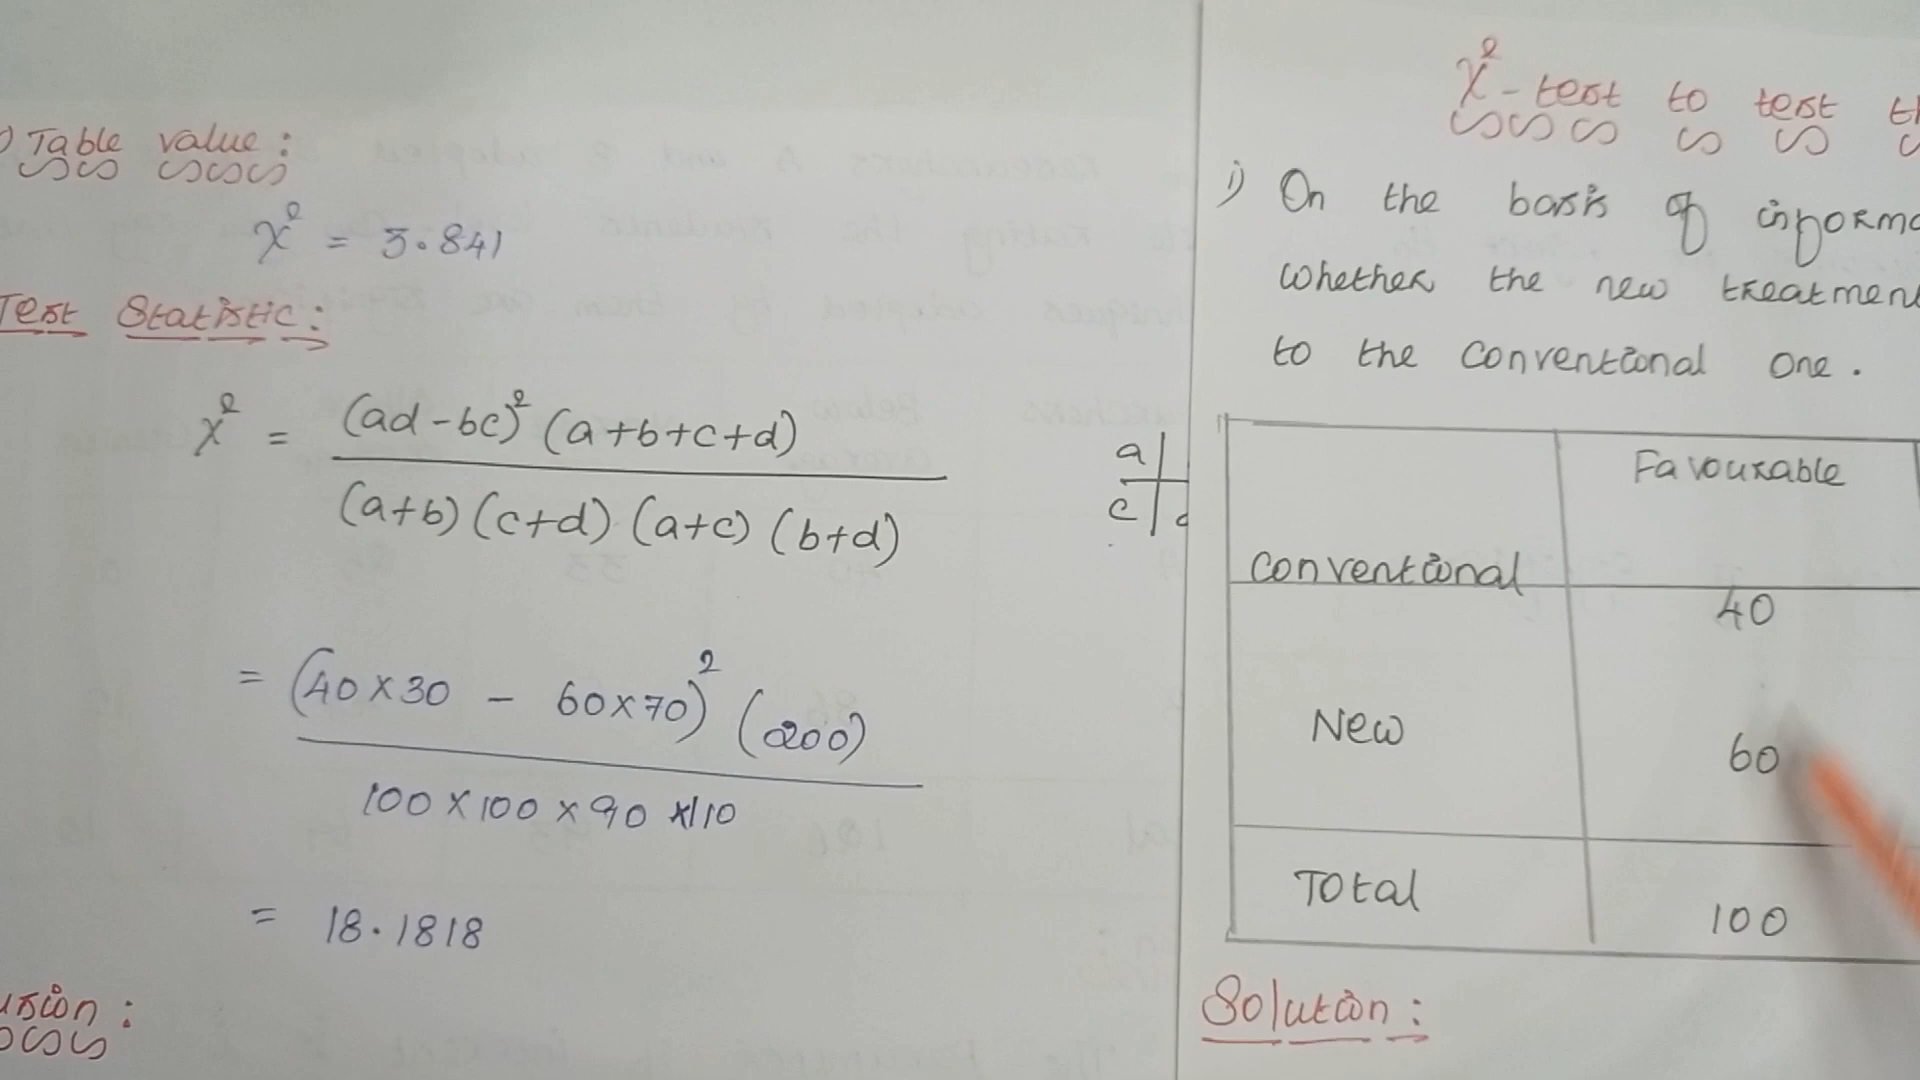 Table value:
χ² = 3.841
Test Statistic:
χ² = (ad-bc)² (a+b+c+d)
(a+b) (c+d) (a+c) (b+d)
a
c
= (40×30 - 60×70)² (200)
100 × 100 × 90 × 110
= 18.1818
χ² - test to test
i) On the basis of
whether the new
to the conventional one.
Favourable
Conventional 40
New 60
Total 100
Solution: